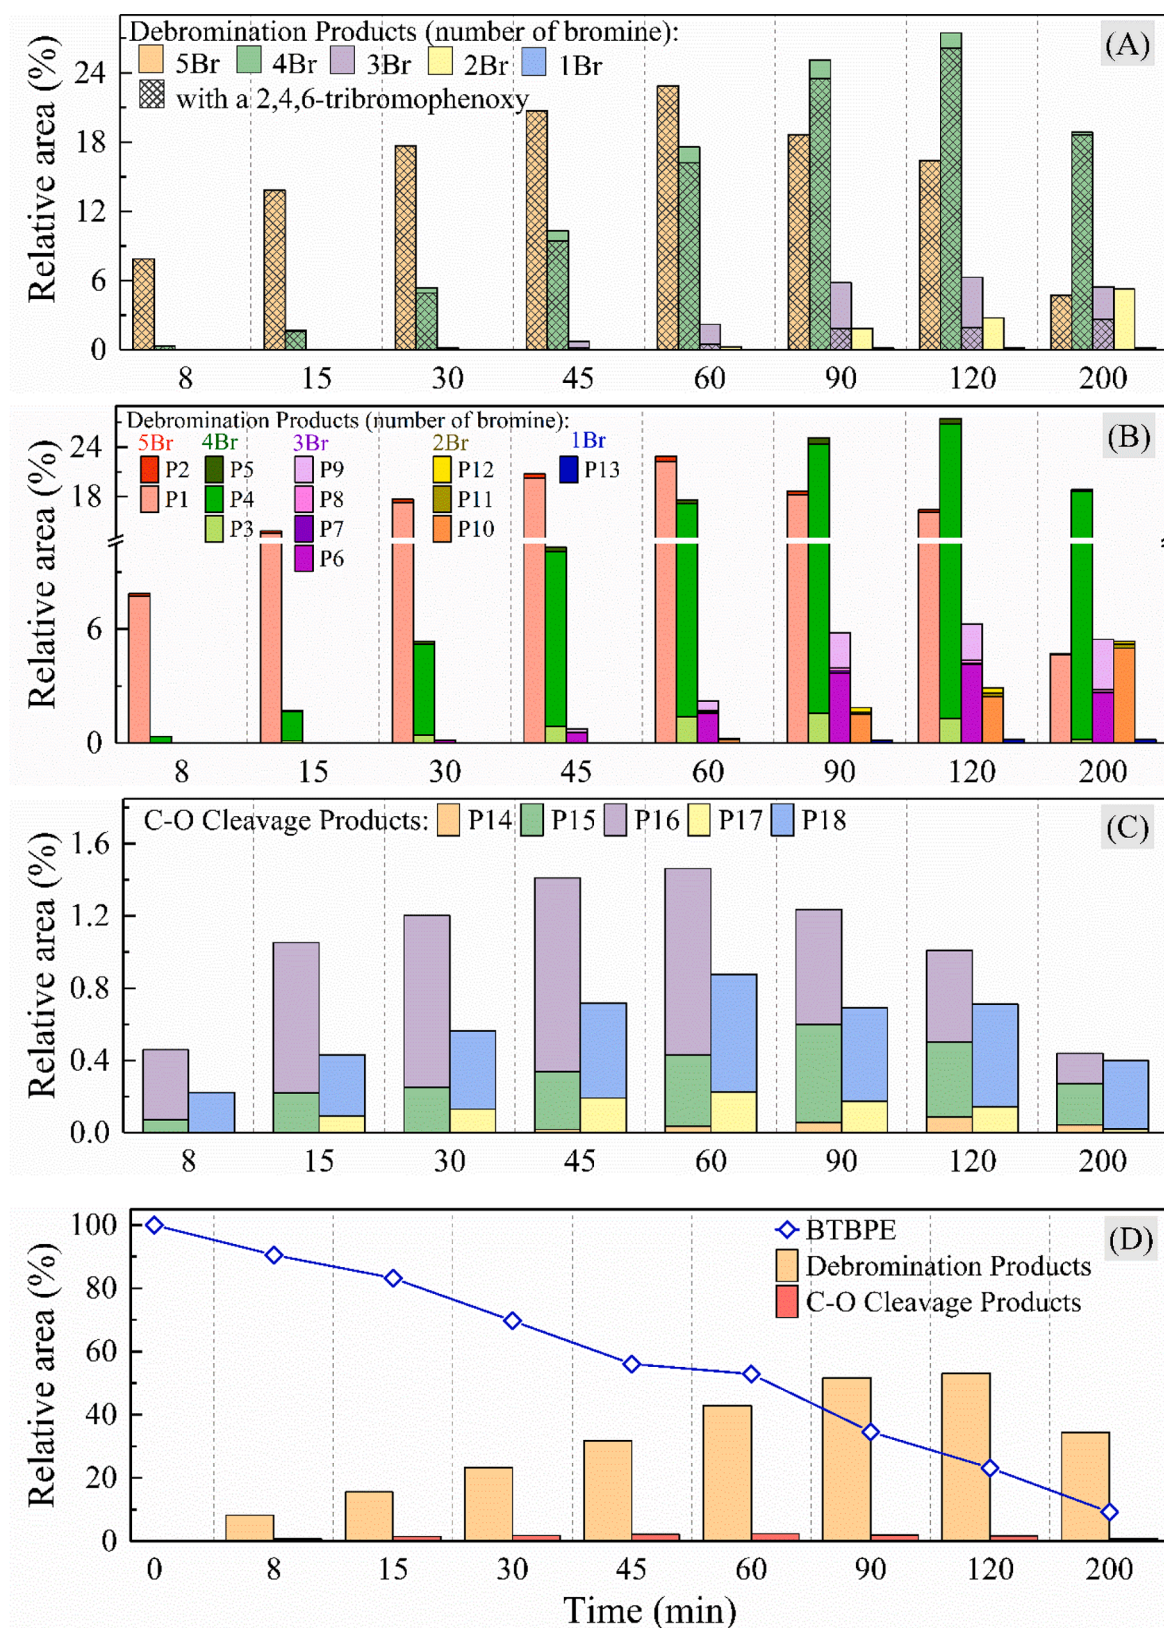 Debromination Products (number of bromine):
(A)
5Br 4Br 3Br 2Br 1Br
with a 2,4,6-tribromophenoxy
Relative area (%)
24
18
12
6
0
8 15 30 45 60 90 120 200
Debromination Products (number of bromine):
(B)
5Br 4Br 3Br 2Br 1Br
P2 P5 P9 P12 P13
P1 P4 P8 P11
P3 P7 P10
P6
Relative area (%)
24
18
6
0
8 15 30 45 60 90 120 200
C-O Cleavage Products: P14 P15 P16 P17 P18
(C)
Relative area (%)
1.6
1.2
0.8
0.4
0.0
8 15 30 45 60 90 120 200
(D)
BTBPE
Debromination Products
C-O Cleavage Products
Relative area (%)
100
80
60
40
20
0
0 8 15 30 45 60 90 120 200
Time (min)